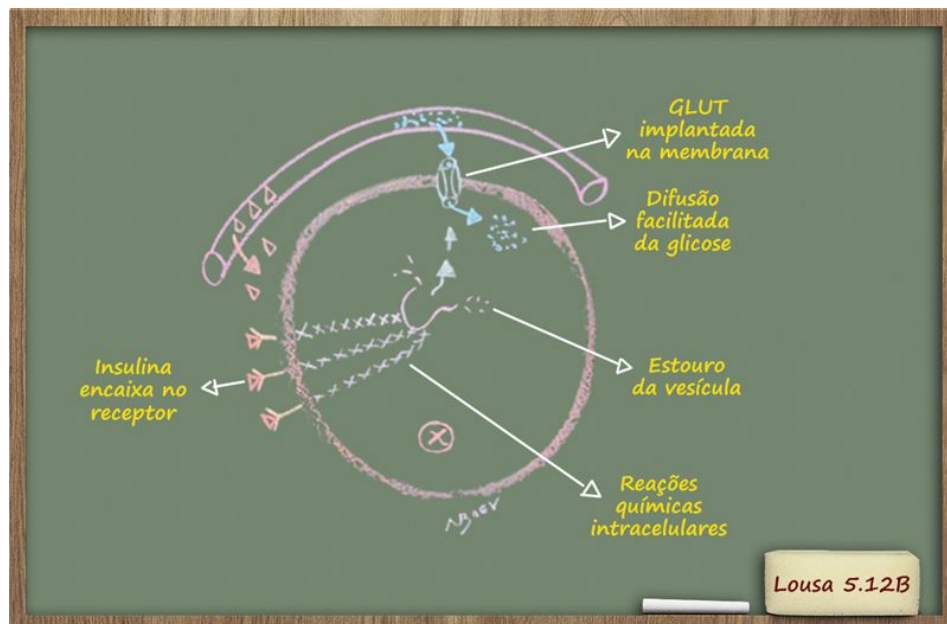 GLUT
implantada
na membrana
Difusão
facilitada
da glicose
Insulina
encaixa no
receptor
Estouro
da vesícula
Reações
químicas
intracelulares
Lousa 5.12B